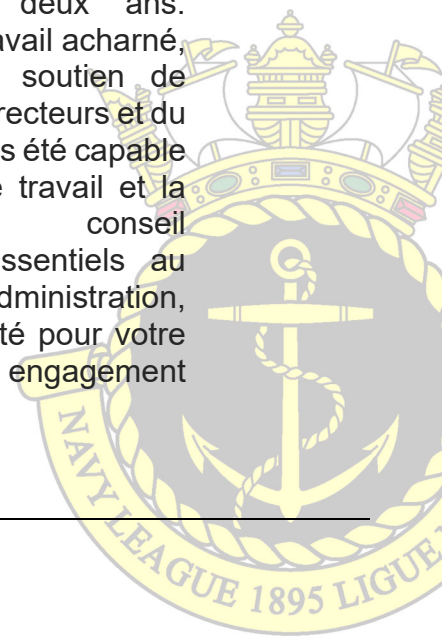 deux ans.
avail acharné,
soutien de
recteurs et du
s été capable
e travail et la
conseil
ssentiels au
dministration,
té pour votre
engagement
NAVY LEAGUE 1895 LIGUE